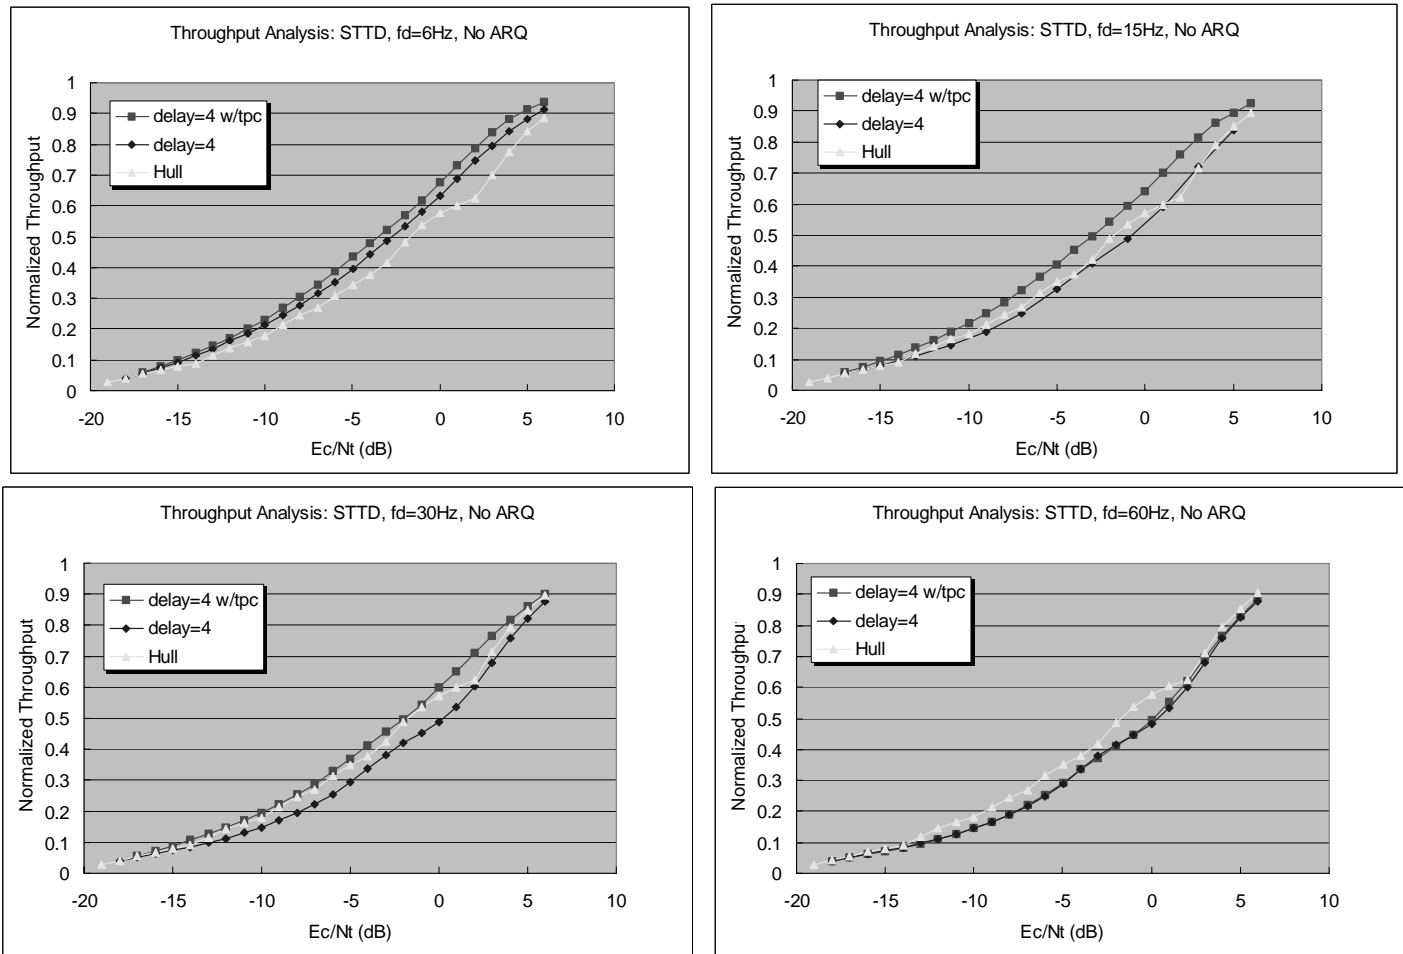 Throughput Analysis: STTD, fd=6Hz, No ARQ
Normalized Throughput
1
0.9
0.8
0.7
0.6
0.5
0.4
0.3
0.2
0.1
0
delay=4 w/tpc
delay=4
Hull
-20 -15 -10 -5 0 5 10
Ec/Nt (dB)
Throughput Analysis: STTD, fd=15Hz, No ARQ
Normalized Throughput
1
0.9
0.8
0.7
0.6
0.5
0.4
0.3
0.2
0.1
0
delay=4 w/tpc
delay=4
Hull
-20 -15 -10 -5 0 5 10
Ec/Nt (dB)
Throughput Analysis: STTD, fd=30Hz, No ARQ
Normalized Throughput
1
0.9
0.8
0.7
0.6
0.5
0.4
0.3
0.2
0.1
0
delay=4 w/tpc
delay=4
Hull
-20 -15 -10 -5 0 5 10
Ec/Nt (dB)
Throughput Analysis: STTD, fd=60Hz, No ARQ
Normalized Throughpu
1
0.9
0.8
0.7
0.6
0.5
0.4
0.3
0.2
0.1
0
delay=4 w/tpc
delay=4
Hull
-20 -15 -10 -5 0 5 10
Ec/Nt (dB)